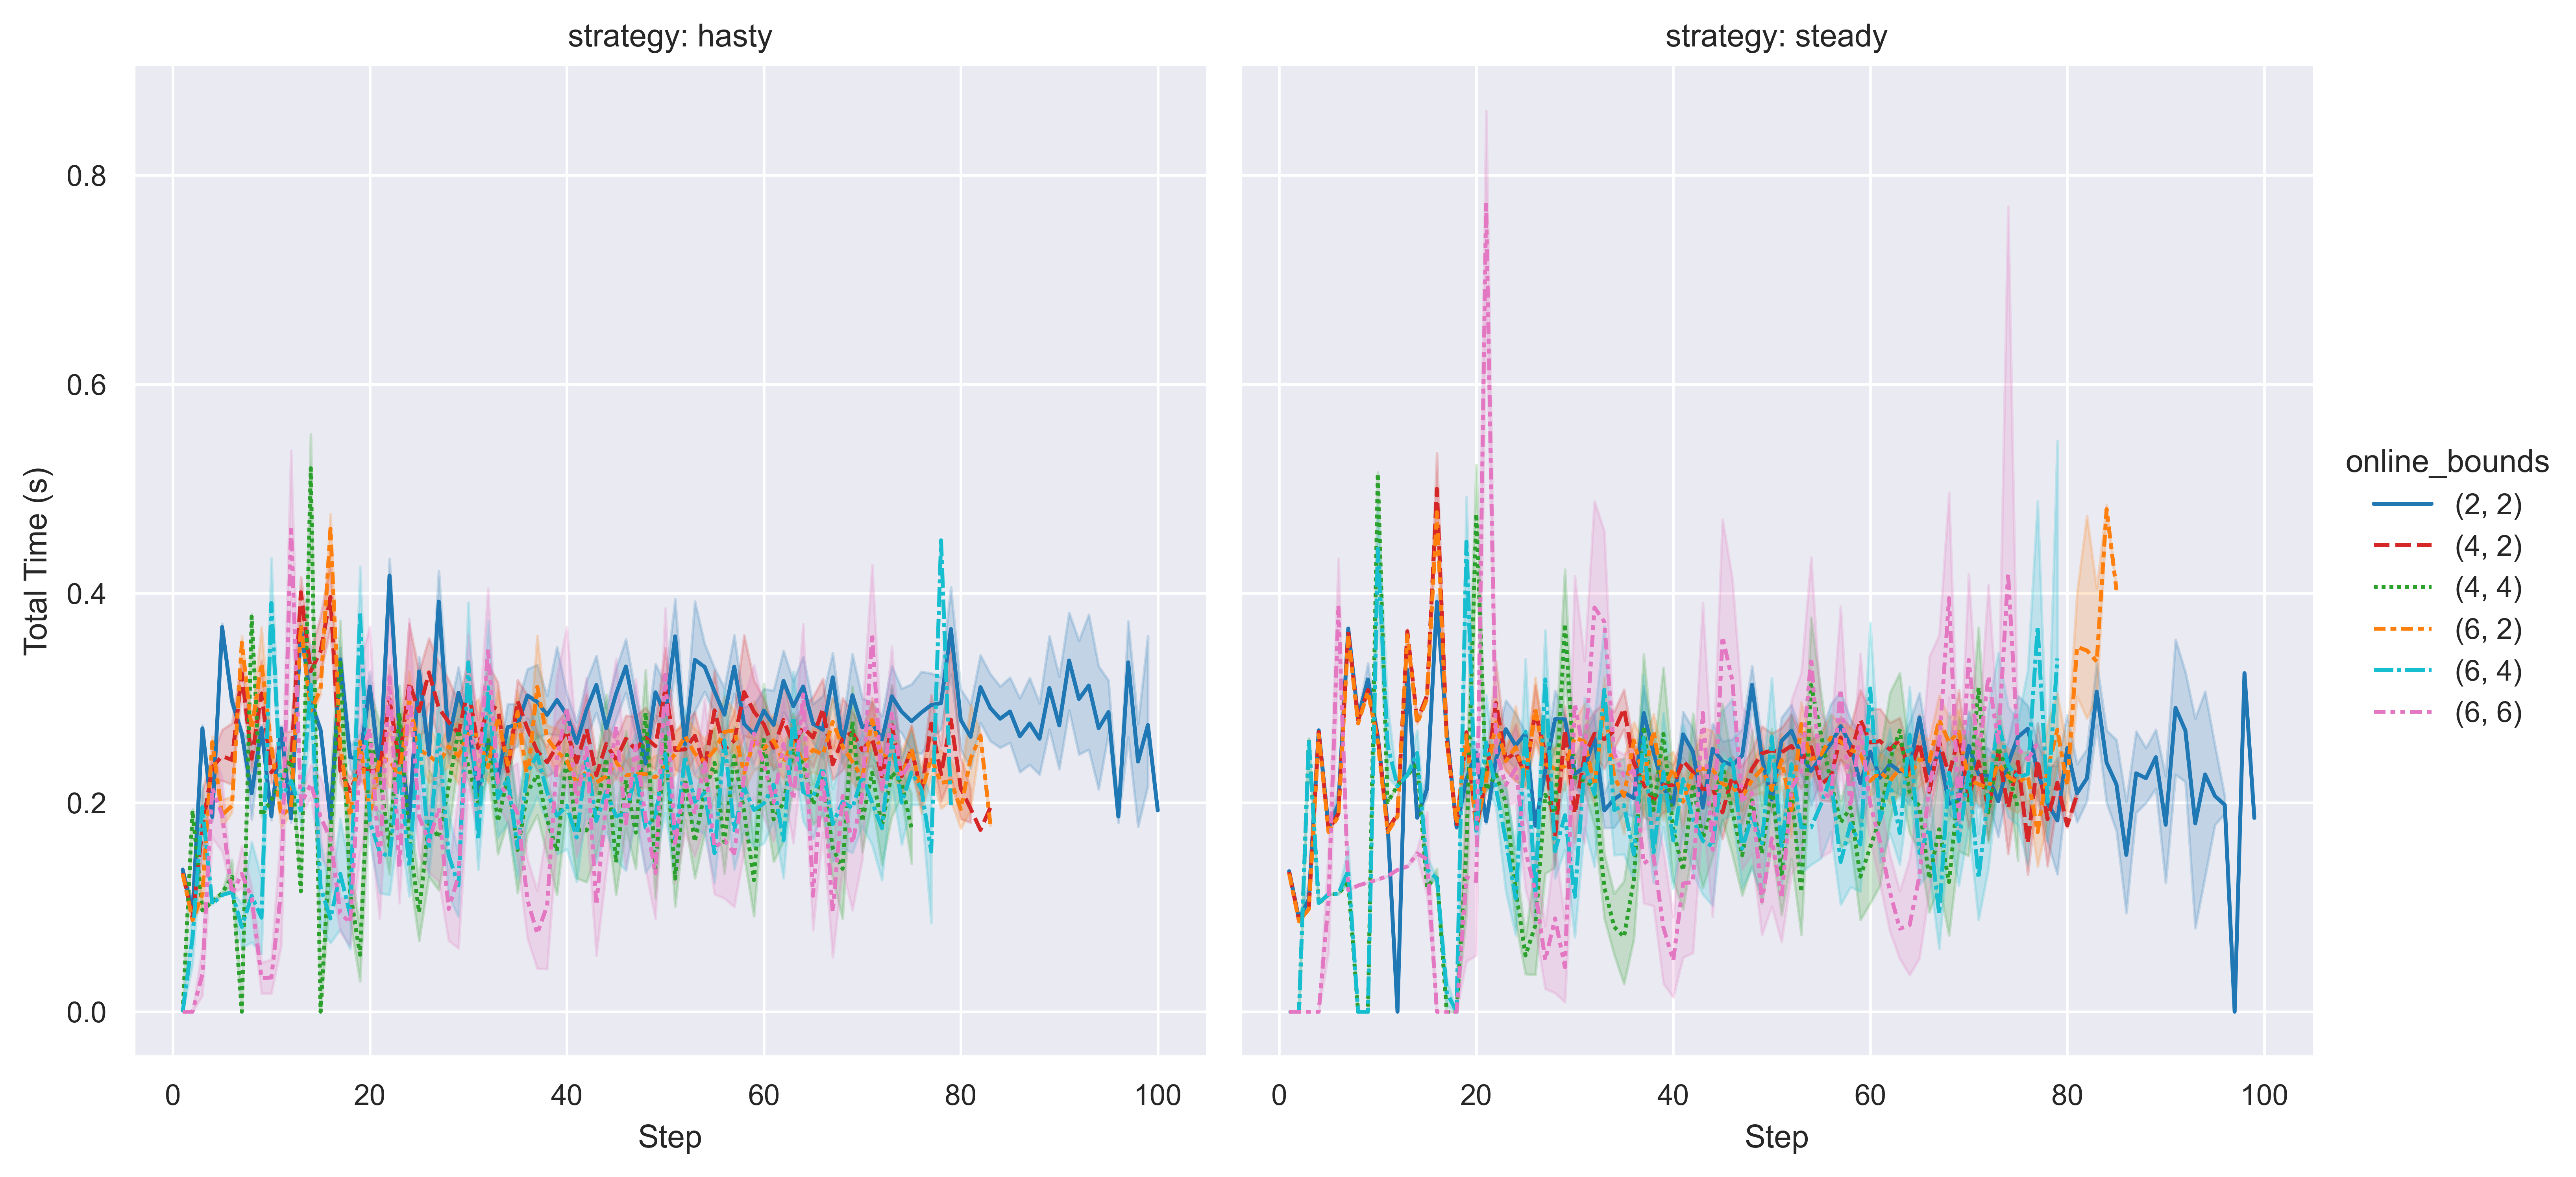 strategy: hasty
strategy: steady
Total Time (s)
0.8
0.6
0.4
0.2
0.0
0 20 40 60 80 100
0 20 40 60 80 100
Step
Step
online_bounds
(2, 2)
(4, 2)
(4, 4)
(6, 2)
(6, 4)
(6, 6)